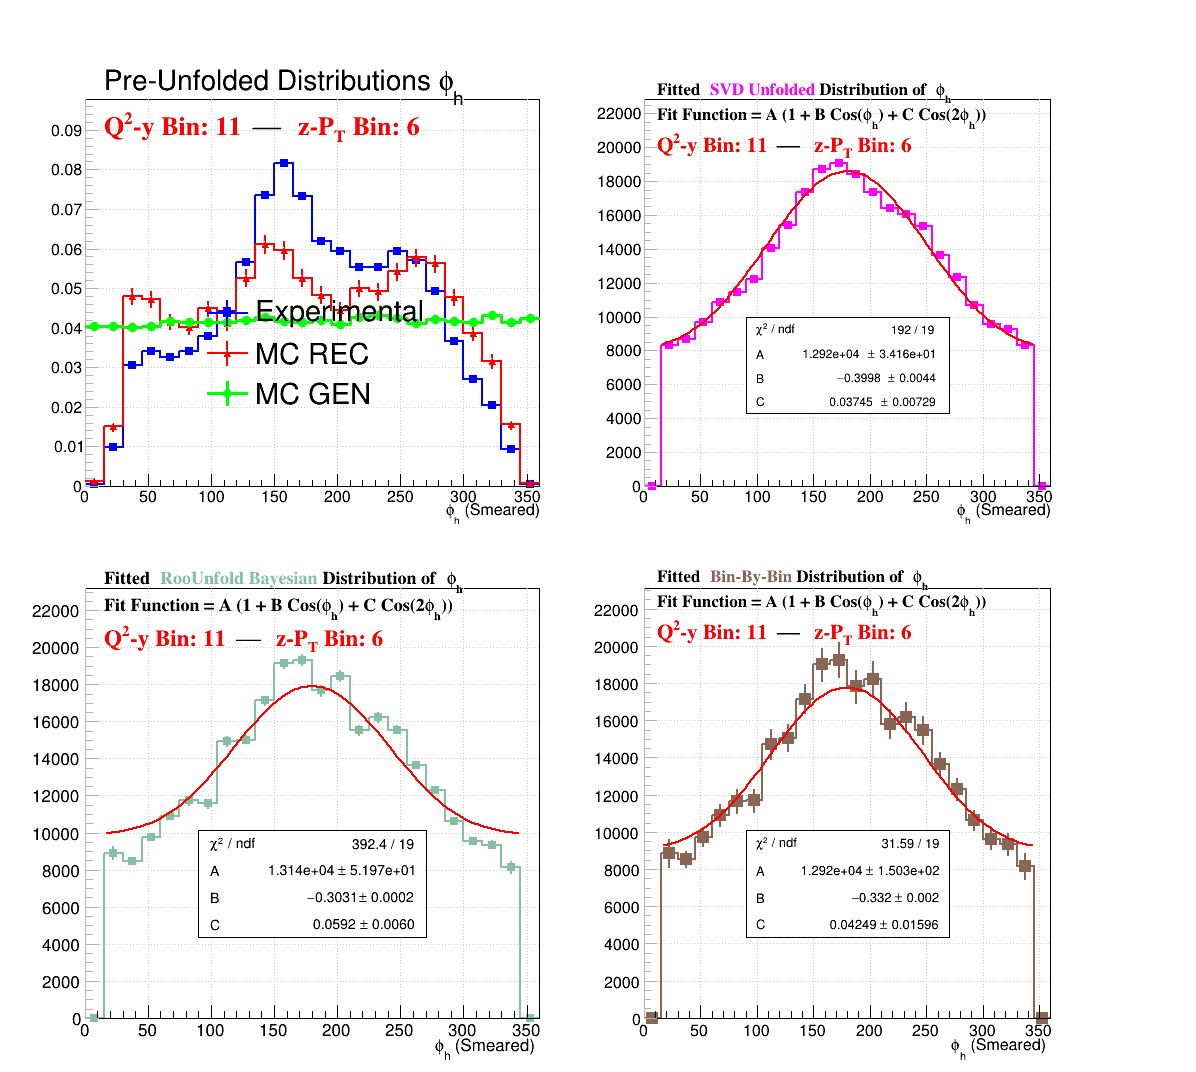 Pre-Unfolded Distributions ϕh
Q2-y Bin: 11 — z-PT Bin: 6
0.09
0.08
0.07
0.06
0.05
0.04
0.03
0.02
0.01
0
Experimental
MC REC
MC GEN
0 50 100 150 200 250 300 350
ϕh (Smeared)
Fitted SVD Unfolded Distribution of ϕh
Fit Function = A (1 + B Cos(ϕh) + C Cos(2ϕh))
Q2-y Bin: 11 — z-PT Bin: 6
22000
20000
18000
16000
14000
12000
10000
8000
6000
4000
2000
0
χ2 / ndf 192 / 19
A 1.292e+04 ± 3.416e+01
B −0.3998 ± 0.0044
C 0.03745 ± 0.00729
0 50 100 150 200 250 300 350
ϕh (Smeared)
Fitted RooUnfold Bayesian Distribution of ϕh
Fit Function = A (1 + B Cos(ϕh) + C Cos(2ϕh))
Q2-y Bin: 11 — z-PT Bin: 6
22000
20000
18000
16000
14000
12000
10000
8000
6000
4000
2000
0
χ2 / ndf 392.4 / 19
A 1.314e+04 ± 5.197e+01
B −0.3031 ± 0.0002
C 0.0592 ± 0.0060
0 50 100 150 200 250 300 350
ϕh (Smeared)
Fitted Bin-By-Bin Distribution of ϕh
Fit Function = A (1 + B Cos(ϕh) + C Cos(2ϕh))
Q2-y Bin: 11 — z-PT Bin: 6
22000
20000
18000
16000
14000
12000
10000
8000
6000
4000
2000
0
χ2 / ndf 31.59 / 19
A 1.292e+04 ± 1.503e+02
B −0.332 ± 0.002
C 0.04249 ± 0.01596
0 50 100 150 200 250 300 350
ϕh (Smeared)